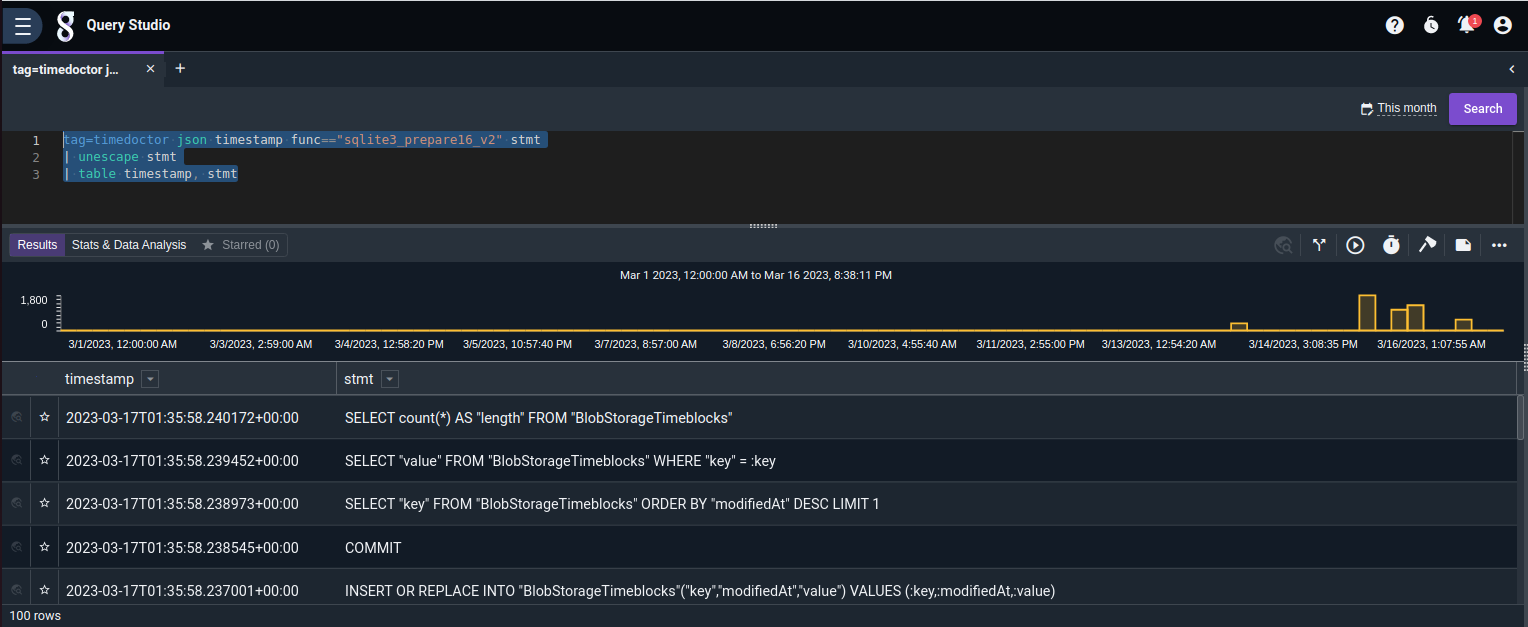 Query Studio
1
tag=timedoctor j...
This month
Search
1 tag=timedoctor json timestamp func=="sqlite3_prepare16_v2" stmt
2 | unescape stmt
3 | table timestamp, stmt
Results Stats & Data Analysis Starred (0)
Mar 1 2023, 12:00:00 AM to Mar 16 2023, 8:38:11 PM
1,800
0
3/1/2023, 12:00:00 AM 3/3/2023, 2:59:00 AM 3/4/2023, 12:58:20 PM 3/5/2023, 10:57:40 PM 3/7/2023, 8:57:00 AM 3/8/2023, 6:56:20 PM 3/10/2023, 4:55:40 AM 3/11/2023, 2:55:00 PM 3/13/2023, 12:54:20 AM 3/14/2023, 3:08:35 PM 3/16/2023, 1:07:55 AM
timestamp stmt
2023-03-17T01:35:58.240172+00:00 SELECT count(*) AS "length" FROM "BlobStorageTimeblocks"
2023-03-17T01:35:58.239452+00:00 SELECT "value" FROM "BlobStorageTimeblocks" WHERE "key" = :key
2023-03-17T01:35:58.238973+00:00 SELECT "key" FROM "BlobStorageTimeblocks" ORDER BY "modifiedAt" DESC LIMIT 1
2023-03-17T01:35:58.238545+00:00 COMMIT
2023-03-17T01:35:58.237001+00:00 INSERT OR REPLACE INTO "BlobStorageTimeblocks"("key","modifiedAt","value") VALUES (:key,:modifiedAt,:value)
100 rows